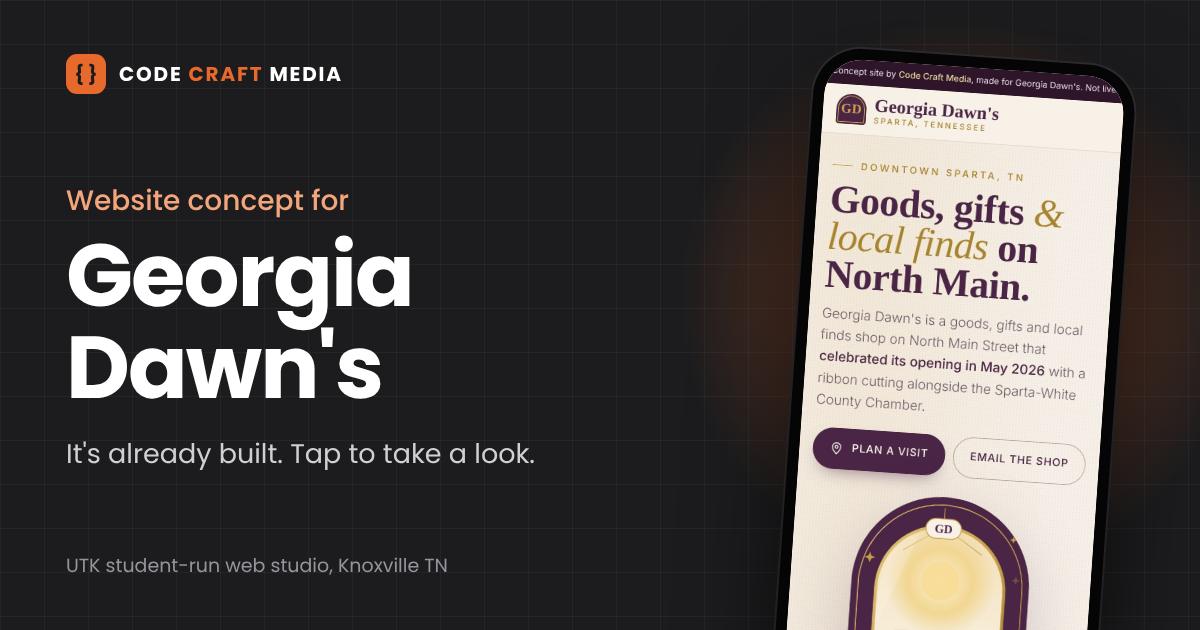 { } CODE CRAFT MEDIA
Website concept for
Georgia
Dawn's
It's already built. Tap to take a look.
UTK student-run web studio, Knoxville TN
Concept site by Code Craft Media, made for Georgia Dawn's. Not live
GD
Georgia Dawn's
SPARTA, TENNESSEE
DOWNTOWN SPARTA, TN
Goods, gifts &
local finds on
North Main.
Georgia Dawn's is a goods, gifts and local
finds shop on North Main Street that
celebrated its opening in May 2026 with a
ribbon cutting alongside the Sparta-White
County Chamber.
PLAN A VISIT
EMAIL THE SHOP
GD